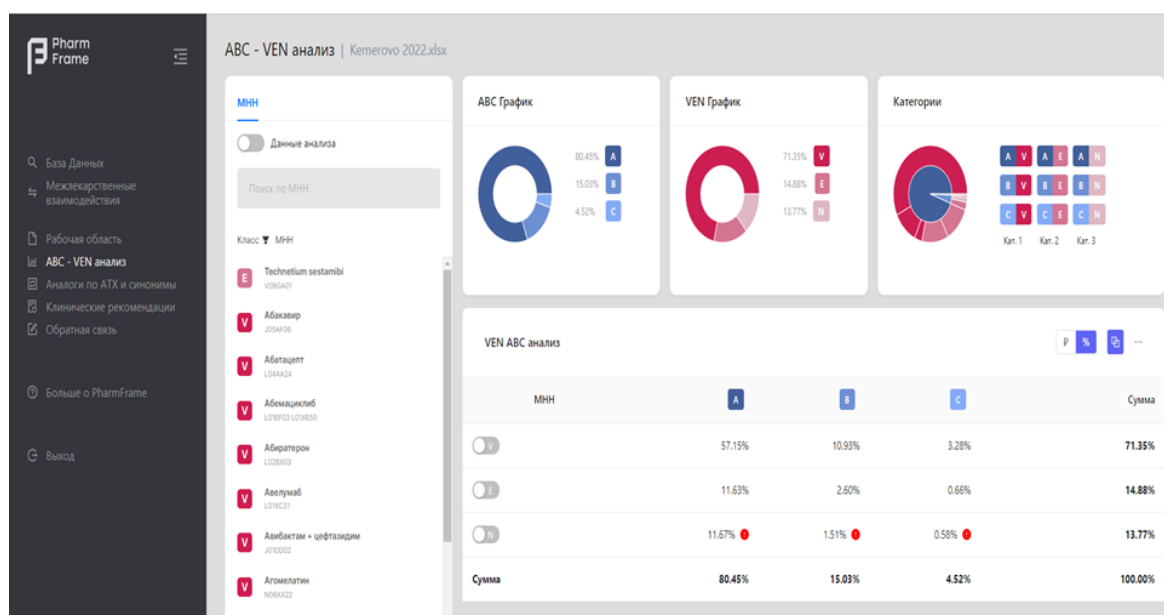 Pharm
Frame
База Данных
Межлекарственные
взаимодействия
Рабочая область
ABC - VEN анализ
Аналоги по АТХ и синонимы
Клинические рекомендации
Обратная связь
Больше о PharmFrame
Выход
ABC - VEN анализ | Kemerovo 2022.xlsx
МНН
Данные анализа
Поиск по МНН
Класс МНН
E Technetium sestamibi
V09GA01
V Абакавир
J05AF06
V Абатацепт
L04AA24
V Абемациклиб
L01EF03 L01XE50
V Абиратерон
L02BX03
V Авелумаб
L01XC31
V Авибактам + цефтазидим
J01DD02
V Агомелатин
N06AX22
ABC График
80.45% A
15.03% B
4.52% C
VEN График
71.35% V
14.88% E
13.77% N
Категории
A V A E A N
B V B E B N
C V C E C N
Кат. 1 Кат. 2 Кат. 3
VEN ABC анализ
₽ % ...
МНН A B C Сумма
V 57.15% 10.93% 3.28% 71.35%
E 11.63% 2.60% 0.66% 14.88%
N 11.67% 1.51% 0.58% 13.77%
Сумма 80.45% 15.03% 4.52% 100.00%